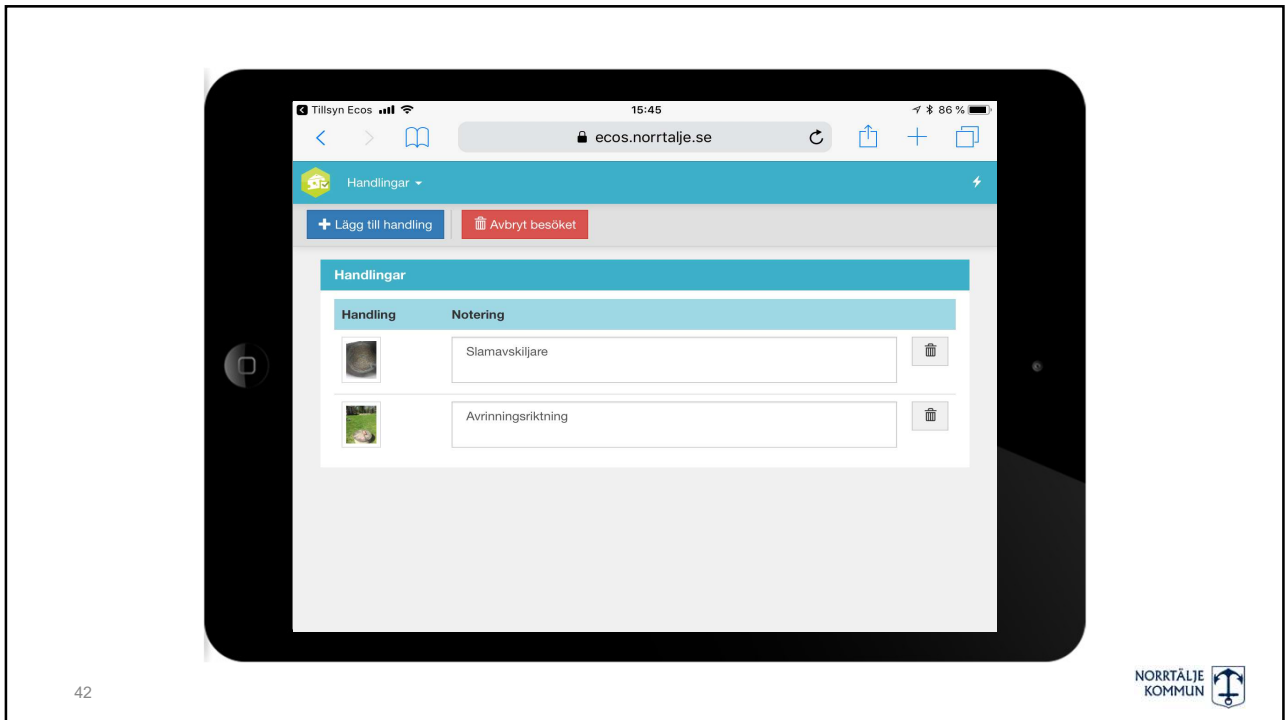 Tillsyn Ecos 15:45 86 %
ecos.norrtalje.se
Handlingar
Lägg till handling Avbryt besöket
Handlingar
Handling Notering
Slamavskiljare
Avrinningsriktning
42
NORRTÄLJE
KOMMUN